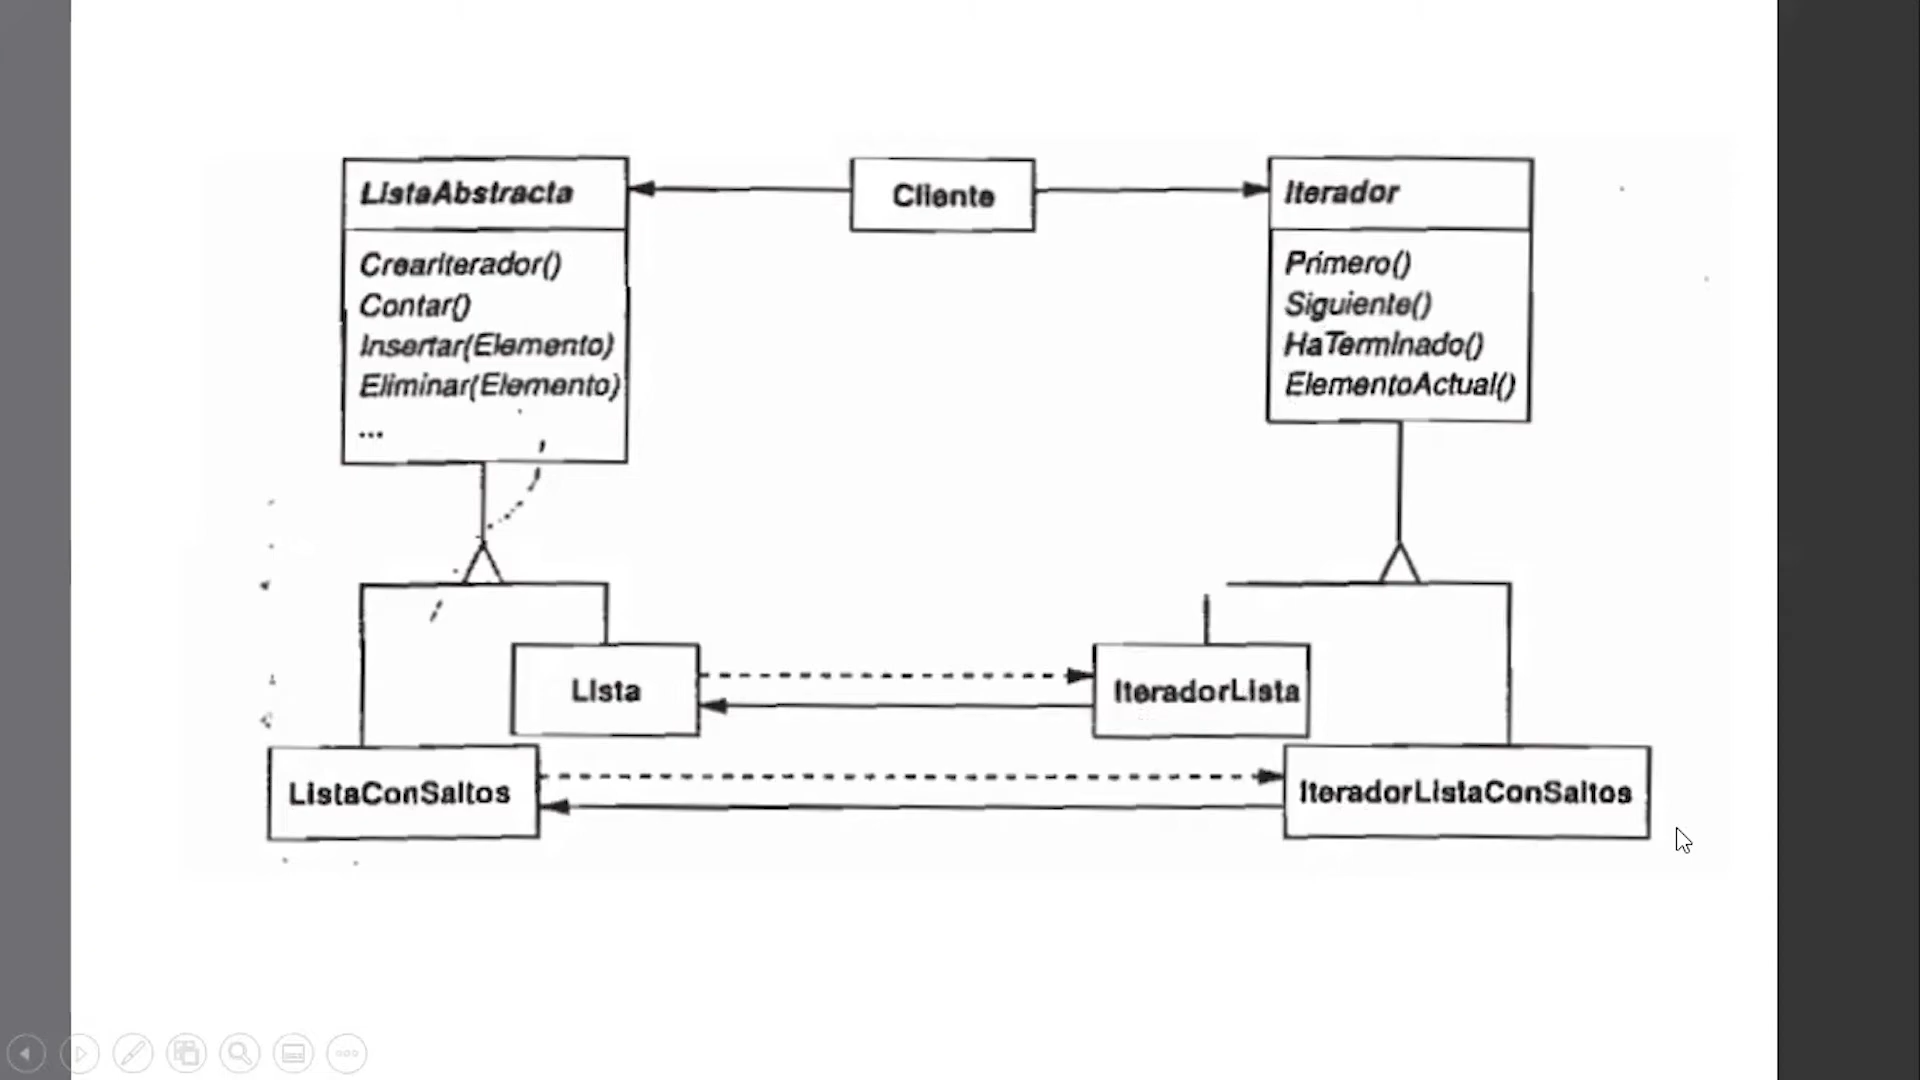 ListaAbstracta
CrearIterador()
Contar()
Insertar(Elemento)
Eliminar(Elemento)
...
Cliente
Iterador
Primero()
Siguiente()
HaTerminado()
ElementoActual()
Lista
IteradorLista
ListaConSaltos
IteradorListaConSaltos